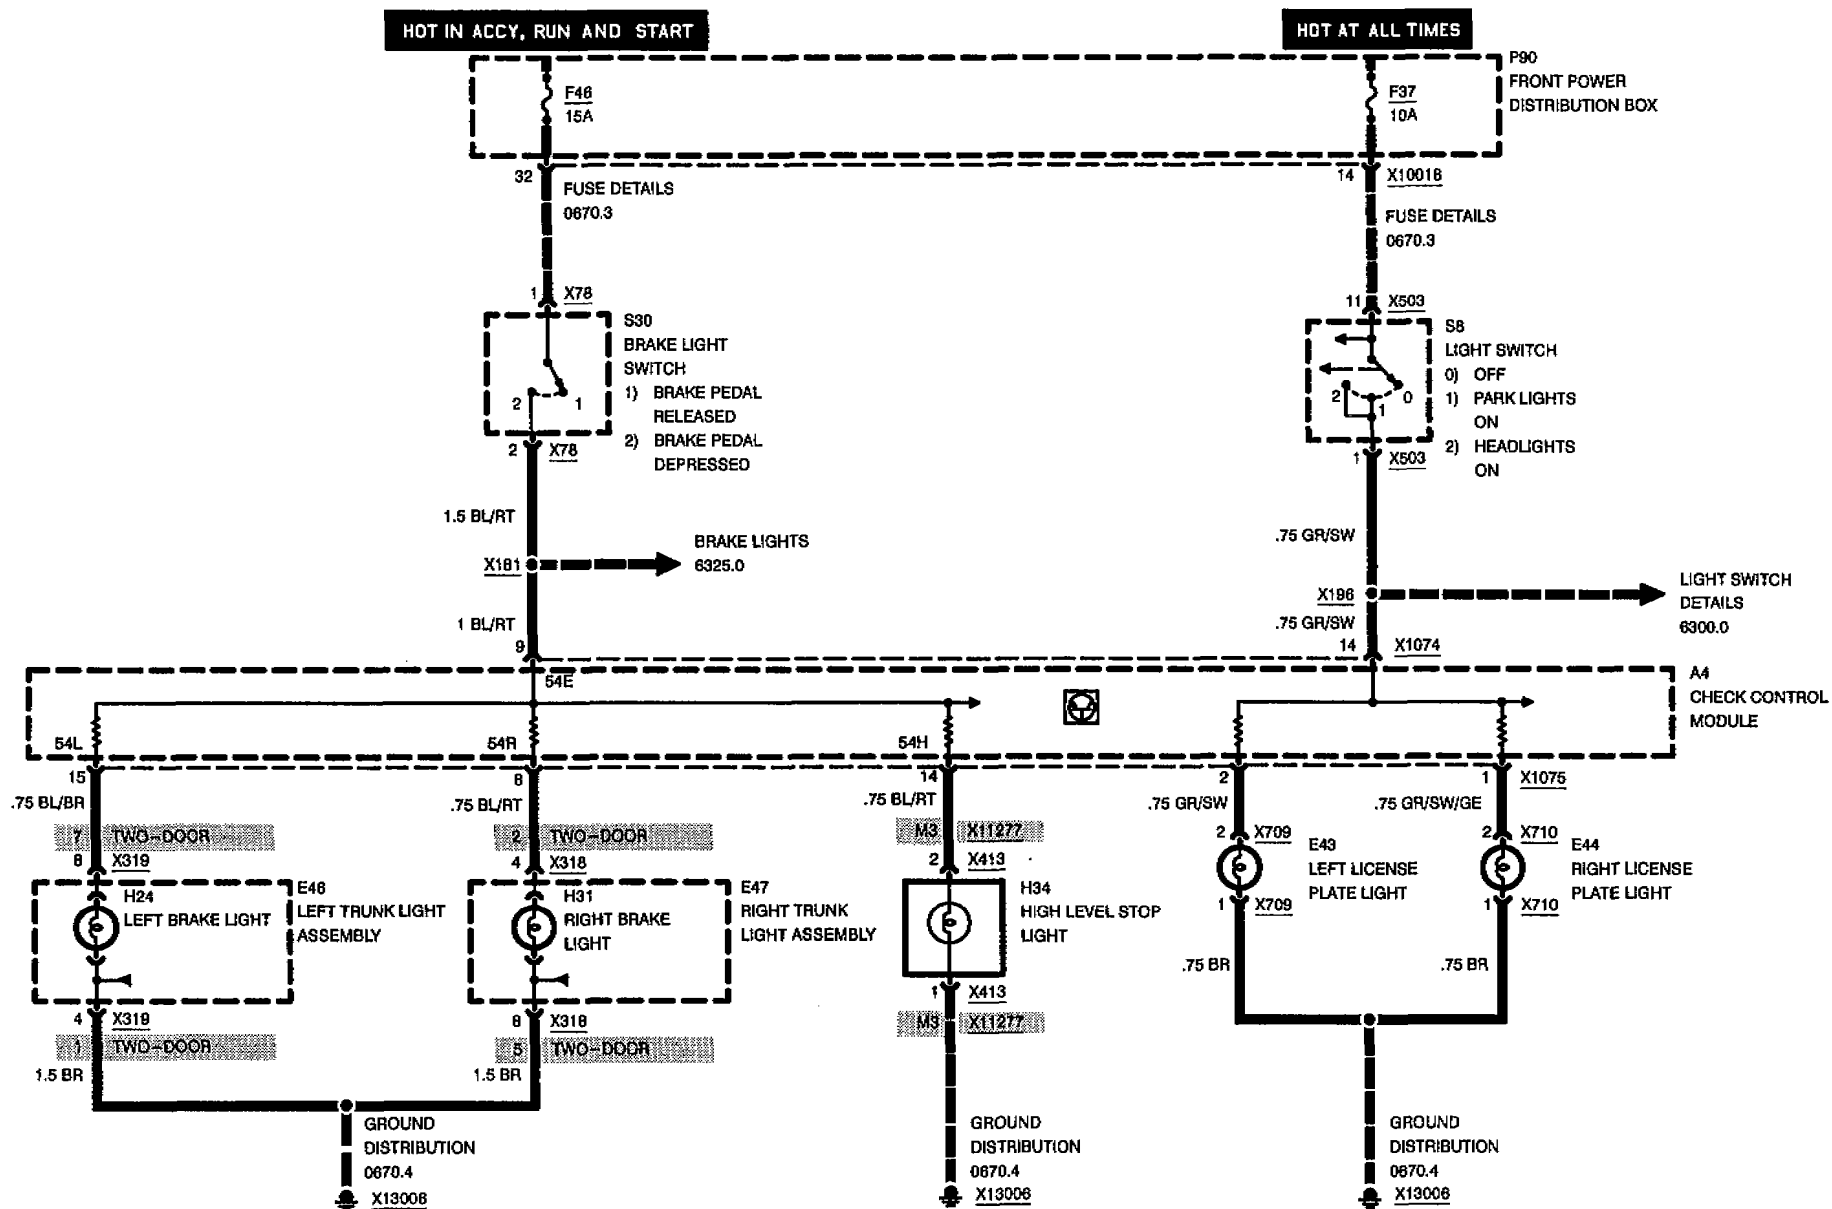 HOT IN ACCY, RUN AND START
HOT AT ALL TIMES
P90
FRONT POWER
DISTRIBUTION BOX
F46
15A
F37
10A
32
FUSE DETAILS
0670.3
14
X10018
FUSE DETAILS
0670.3
1
X78
11
X503
S30
BRAKE LIGHT
SWITCH
1) BRAKE PEDAL
RELEASED
2) BRAKE PEDAL
DEPRESSED
2
1
S8
LIGHT SWITCH
0) OFF
1) PARK LIGHTS
ON
2) HEADLIGHTS
ON
2
1
0
2
X78
1
X503
1.5 BL/RT
.75 GR/SW
X181
BRAKE LIGHTS
6325.0
X196
LIGHT SWITCH
DETAILS
6300.0
1 BL/RT
.75 GR/SW
9
14
X1074
54E
A4
CHECK CONTROL
MODULE
54L
54R
54H
15
8
14
2
1
X1075
.75 BL/BR
.75 BL/RT
.75 BL/RT
.75 GR/SW
.75 GR/SW/GE
7 TWO-DOOR
2 TWO-DOOR
M3 X11277
8
X319
4
X318
2
X413
2
X709
2
X710
E46
LEFT TRUNK LIGHT
ASSEMBLY
H24
LEFT BRAKE LIGHT
E47
RIGHT TRUNK
LIGHT ASSEMBLY
H31
RIGHT BRAKE
LIGHT
H34
HIGH LEVEL STOP
LIGHT
E43
LEFT LICENSE
PLATE LIGHT
E44
RIGHT LICENSE
PLATE LIGHT
1
X709
1
X710
.75 BR
.75 BR
4
X319
8
X318
1
X413
1 TWO-DOOR
5 TWO-DOOR
M3 X11277
1.5 BR
1.5 BR
GROUND
DISTRIBUTION
0670.4
X13006
GROUND
DISTRIBUTION
0670.4
X13006
GROUND
DISTRIBUTION
0670.4
X13006